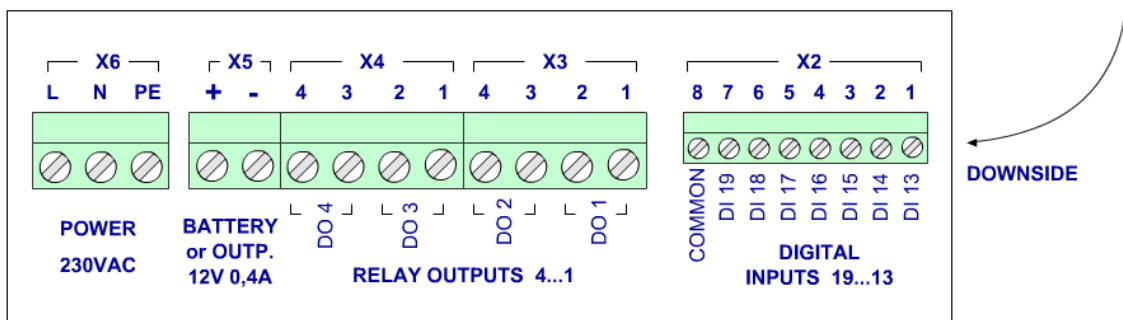 X6 X5 X4 X3 X2
L N PE + - 4 3 2 1 4 3 2 1 8 7 6 5 4 3 2 1
DOWNSIDE
DO 4 DO 3 DO 2 DO 1
COMMON DI 19 DI 18 DI 17 DI 16 DI 15 DI 14 DI 13
POWER
230VAC
BATTERY
or OUTP.
12V 0,4A
RELAY OUTPUTS 4...1
DIGITAL
INPUTS 19...13